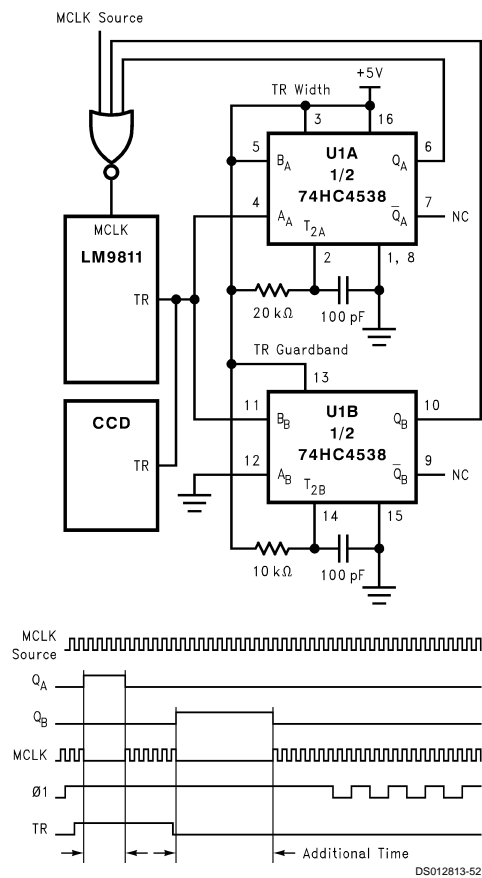 MCLK Source
+5V
TR Width
3
16
5
B_A
U1A
Q_A
6
1/2
4
A_A
74HC4538
Q̅_A
7
NC
MCLK
LM9811
T_2A
2
1, 8
TR
20 kΩ
100 pF
TR Guardband
13
CCD
11
B_B
U1B
Q_B
10
1/2
TR
12
A_B
74HC4538
Q̅_B
9
NC
T_2B
14
15
10 kΩ
100 pF
MCLK
Source
Q_A
Q_B
MCLK
Ø1
TR
Additional Time
DS012813-52